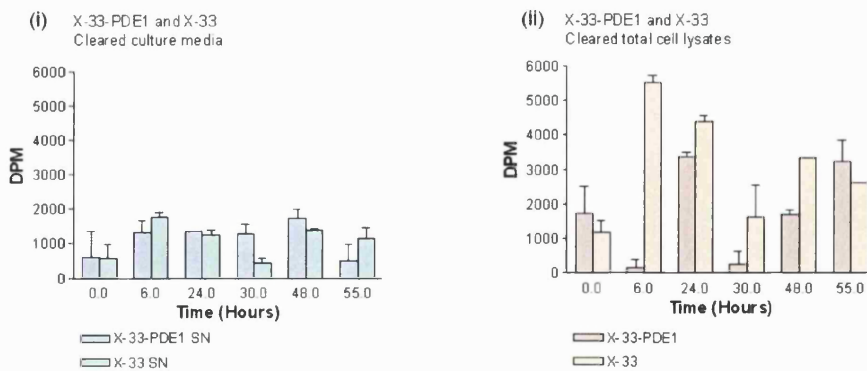 (i) X-33-PDE1 and X-33
Cleared culture media
6000
5000
4000
3000
2000
1000
0
DPM
0.0 6.0 24.0 30.0 48.0 55.0
Time (Hours)
X-33-PDE1 SN
X-33 SN
(ii) X-33-PDE1 and X-33
Cleared total cell lysates
6000
5000
4000
3000
2000
1000
0
DPM
0.0 6.0 24.0 30.0 48.0 55.0
Time (Hours)
X-33-PDE1
X-33